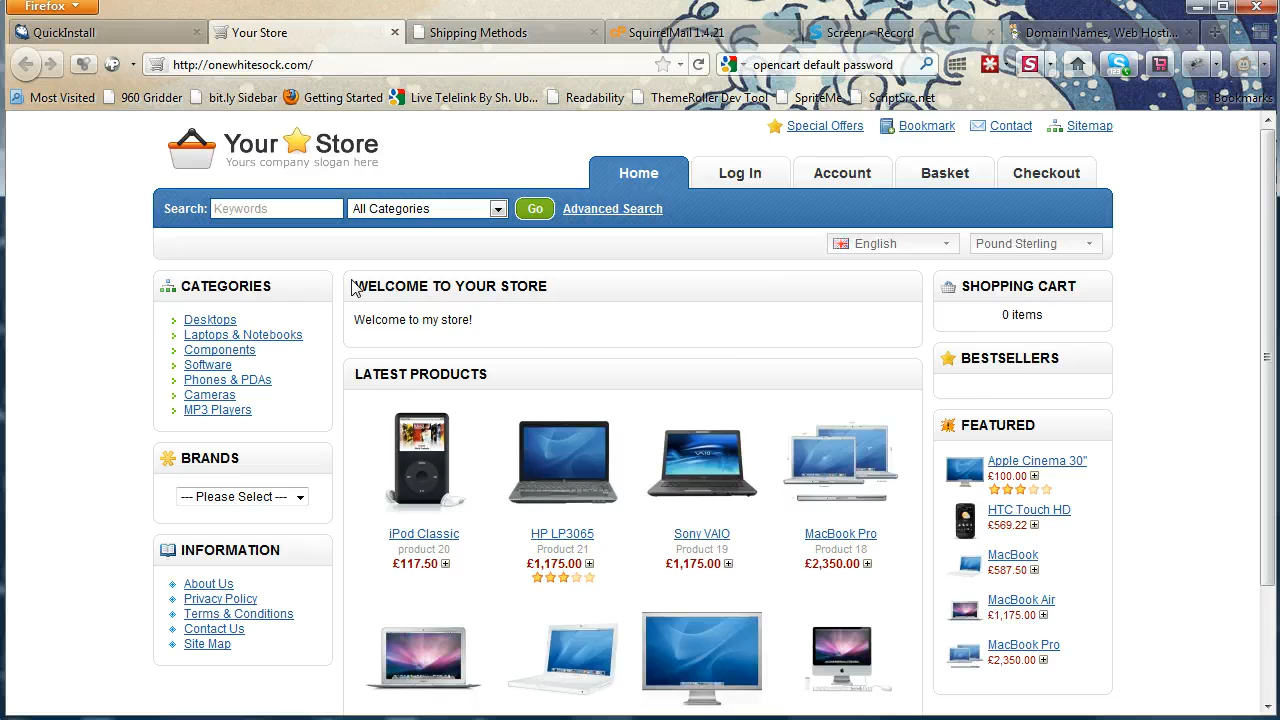 Firefox
QuickInstall
Your Store
Shipping Methods
SquirrelMail 1.4.21
Screenr - Record
Domain Names, Web Hosti...
http://onewhitesock.com/
opencart default password
Most Visited
960 Gridder
bit.ly Sidebar
Getting Started
Live Telelink By Sh. Ub...
Readability
ThemeRoller Dev Tool
SpriteMe
ScriptSrc.net
Bookmarks
Special Offers
Bookmark
Contact
Sitemap
Your Store
Yours company slogan here
Home
Log In
Account
Basket
Checkout
Search:
Keywords
All Categories
Go
Advanced Search
English
Pound Sterling
CATEGORIES
Desktops
Laptops & Notebooks
Components
Software
Phones & PDAs
Cameras
MP3 Players
BRANDS
--- Please Select ---
INFORMATION
About Us
Privacy Policy
Terms & Conditions
Contact Us
Site Map
WELCOME TO YOUR STORE
Welcome to my store!
LATEST PRODUCTS
iPod Classic
product 20
£117.50
HP LP3065
Product 21
£1,175.00
Sony VAIO
Product 19
£1,175.00
MacBook Pro
Product 18
£2,350.00
SHOPPING CART
0 items
BESTSELLERS
FEATURED
Apple Cinema 30"
£100.00
HTC Touch HD
£569.22
MacBook
£587.50
MacBook Air
£1,175.00
MacBook Pro
£2,350.00